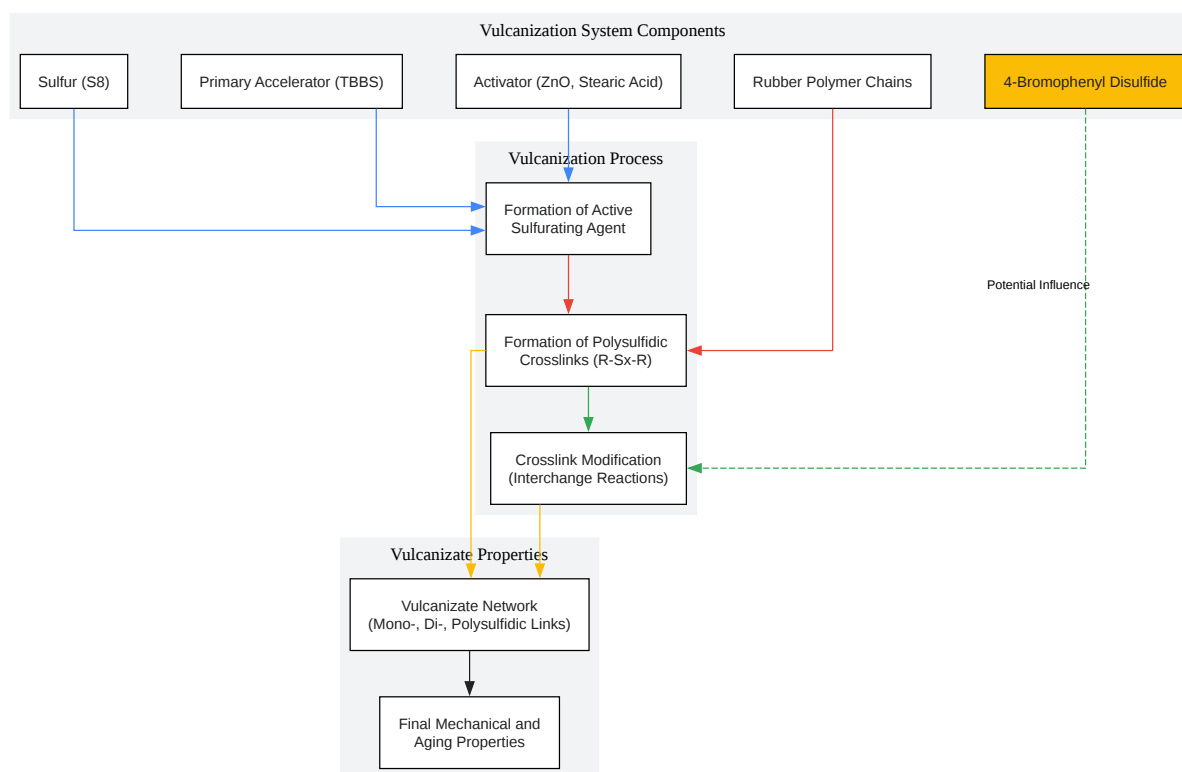 Vulcanization System Components
Sulfur (S8)
Primary Accelerator (TBBS)
Activator (ZnO, Stearic Acid)
Rubber Polymer Chains
4-Bromophenyl Disulfide
Vulcanization Process
Formation of Active
Sulfurating Agent
Potential Influence
Formation of Polysulfidic
Crosslinks (R-Sx-R)
Crosslink Modification
(Interchange Reactions)
Vulcanizate Properties
Vulcanizate Network
(Mono-, Di-, Polysulfidic Links)
Final Mechanical and
Aging Properties